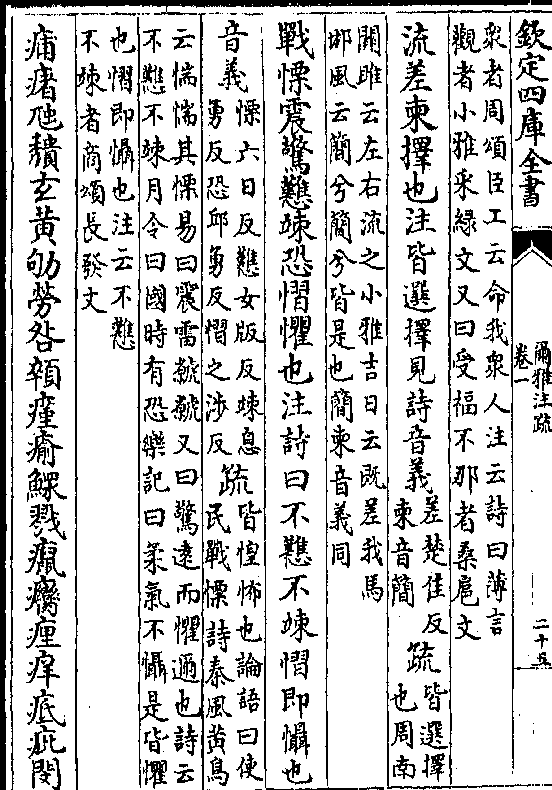 欽定四庫全書
爾雅注疏
卷一
二十五
衆者周頌臣工云命我衆人注云詩曰薄言
觀者小雅采緑文又曰受福不那者桑扈文
流差柬擇也注皆選擇見詩音義
差楚佳反
柬音簡
疏
皆選擇
也周南
關雎云左右流之小雅吉日云既差我馬
邶風云簡兮簡兮皆是也簡柬音義同
戰慄震驚戁竦恐慴懼也注詩曰不戁不竦慴即懾也
音義
慄六日反戁女版反竦息
勇反恐邱勇反慴之涉反
疏
皆惶怖也論語曰使
民戰慄詩秦風黄鳥
云惴惴其慄易曰震雷虩虩又曰驚遠而懼邇也詩云
不戁不竦月令曰國時有恐樂記曰柔氣不懾是皆懼
也慴即懾也注云不戁
不竦者商頌長發文
痡瘏虺頽玄黄劬勞咎顇瘽瘉鰥戮癙癵瘦痒疷疵閔